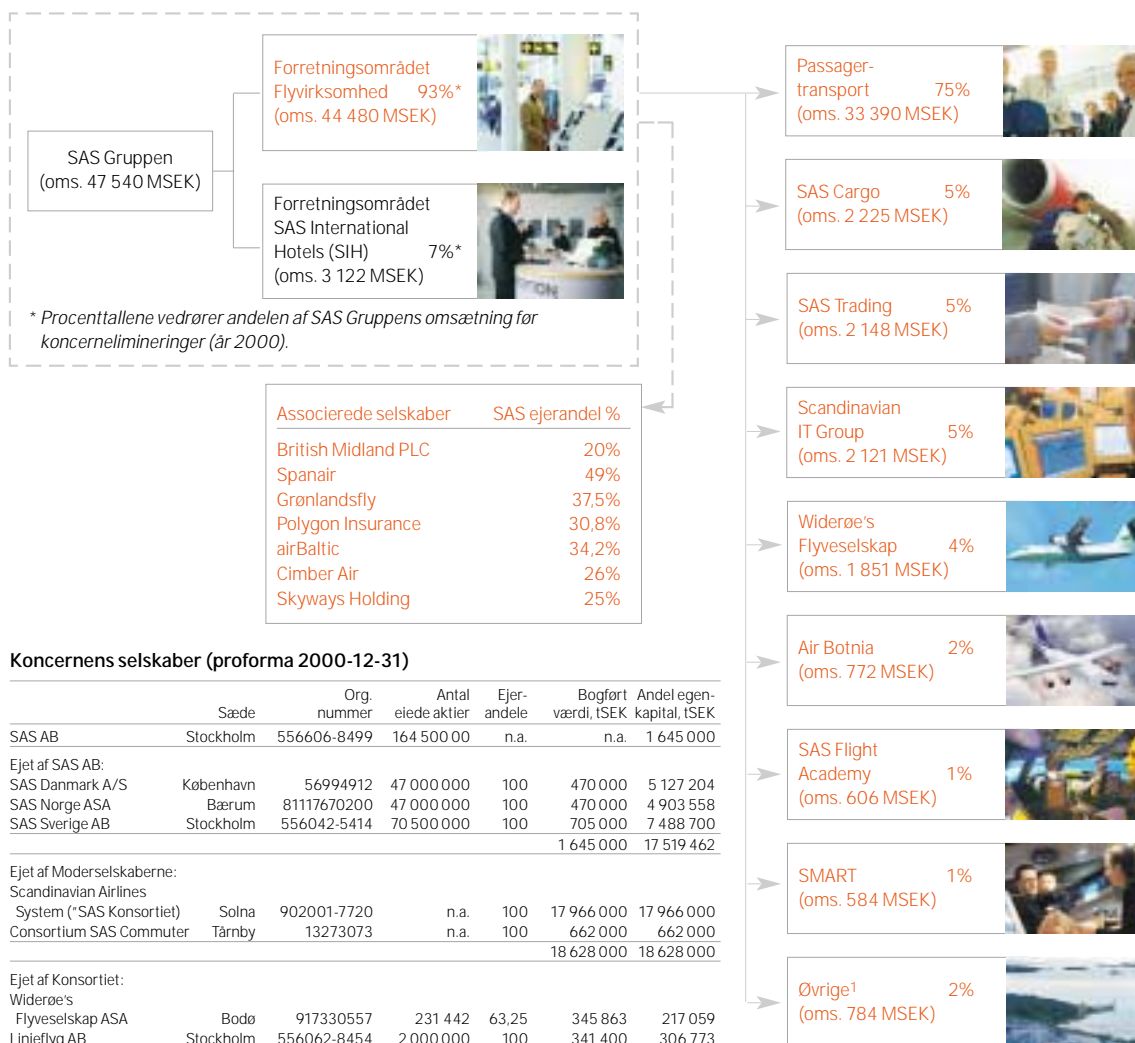 SAS Gruppen
(oms. 47 540 MSEK)
Forretningsområdet
Flyvirksomhed 93%*
(oms. 44 480 MSEK)
Forretningsområdet
SAS International
Hotels (SIH) 7%*
(oms. 3 122 MSEK)
* Procenttallene vedrører andelen af SAS Gruppens omsætning før
koncernelimineringer (år 2000).
Associerede selskaber SAS ejerandel %
British Midland PLC 20%
Spanair 49%
Grønlandsfly 37,5%
Polygon Insurance 30,8%
airBaltic 34,2%
Cimber Air 26%
Skyways Holding 25%
Passager-
transport 75%
(oms. 33 390 MSEK)
SAS Cargo 5%
(oms. 2 225 MSEK)
SAS Trading 5%
(oms. 2 148 MSEK)
Scandinavian
IT Group 5%
(oms. 2 121 MSEK)
Widerøe's
Flyveselskap 4%
(oms. 1 851 MSEK)
Air Botnia 2%
(oms. 772 MSEK)
SAS Flight
Academy 1%
(oms. 606 MSEK)
SMART 1%
(oms. 584 MSEK)
Øvrige1 2%
(oms. 784 MSEK)
Koncernens selskaber (proforma 2000-12-31)
Org. Antal Ejer- Bogført Andel egen-
Sæde nummer eiede aktier andele værdi, tSEK kapital, tSEK
SAS AB Stockholm 556606-8499 164 500 00 n.a. n.a. 1 645 000
Ejet af SAS AB:
SAS Danmark A/S København 56994912 47 000 000 100 470 000 5 127 204
SAS Norge ASA Bærum 81117670200 47 000 000 100 470 000 4 903 558
SAS Sverige AB Stockholm 556042-5414 70 500 000 100 705 000 7 488 700
1 645 000 17 519 462
Ejet af Moderselskaberne:
Scandinavian Airlines
System ("SAS Konsortiet) Solna 902001-7720 n.a. 100 17 966 000 17 966 000
Consortium SAS Commuter Tårnby 13273073 n.a. 100 662 000 662 000
18 628 000 18 628 000
Ejet af Konsortiet:
Widerøe's
Flyveselskap ASA Bodø 917330557 231 442 63,25 345 863 217 059
Linjeflyg AB Stockholm 556062-8454 2 000 000 100 341 400 306 773